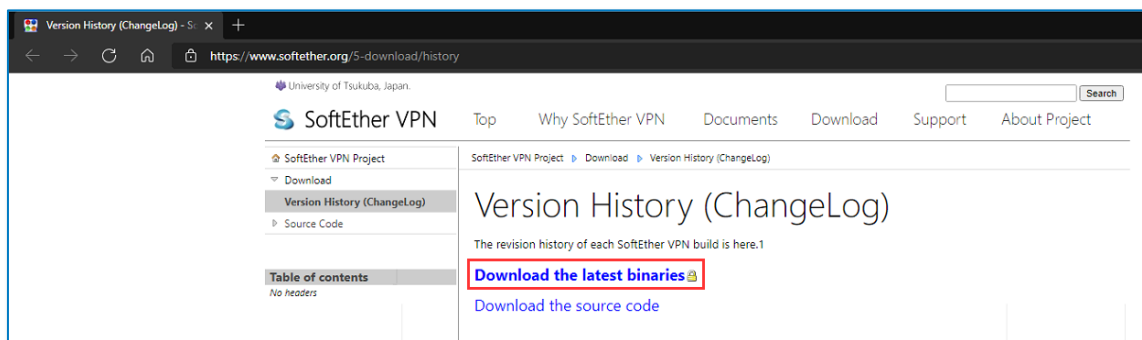 Version History (ChangeLog) - So
https://www.softether.org/5-download/history
University of Tsukuba, Japan.
Search
SoftEther VPN
Top Why SoftEther VPN Documents Download Support About Project
SoftEther VPN Project
Download
Version History (ChangeLog)
Source Code
Table of contents
No headers
SoftEther VPN Project Download Version History (ChangeLog)
Version History (ChangeLog)
The revision history of each SoftEther VPN build is here.1
Download the latest binaries
Download the source code